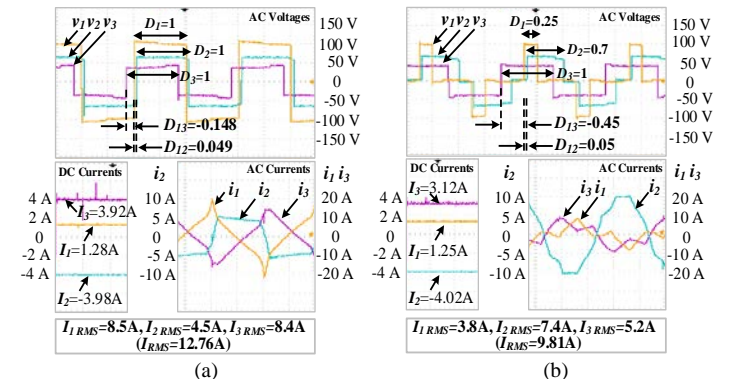 AC Voltages
v1 v2 v3
D1=1
D2=1
D3=1
D13=-0.148
D12=0.049
150 V
100 V
50 V
0
-50 V
-100 V
-150 V
DC Currents
I3=3.92A
I1=1.28A
I2=-3.98A
4 A
2 A
0
-2 A
-4 A
i2
10 A
5 A
0
-5 A
-10 A
AC Currents
i1
i2
i3
i1 i3
20 A
10 A
0
-10 A
-20 A
I1 RMS=8.5A, I2 RMS=4.5A, I3 RMS=8.4A
(IRMS=12.76A)
(a)
AC Voltages
v1 v2 v3
D1=0.25
D2=0.7
D3=1
D13=-0.45
D12=0.05
150 V
100 V
50 V
0
-50 V
-100 V
-150 V
DC Currents
I3=3.12A
I1=1.25A
I2=-4.02A
4 A
2 A
0
-2 A
-4 A
i2
10 A
5 A
0
-5 A
-10 A
AC Currents
i3 i1
i2
i1 i3
20 A
10 A
0
-10 A
-20 A
I1 RMS=3.8A, I2 RMS=7.4A, I3 RMS=5.2A
(IRMS=9.81A)
(b)